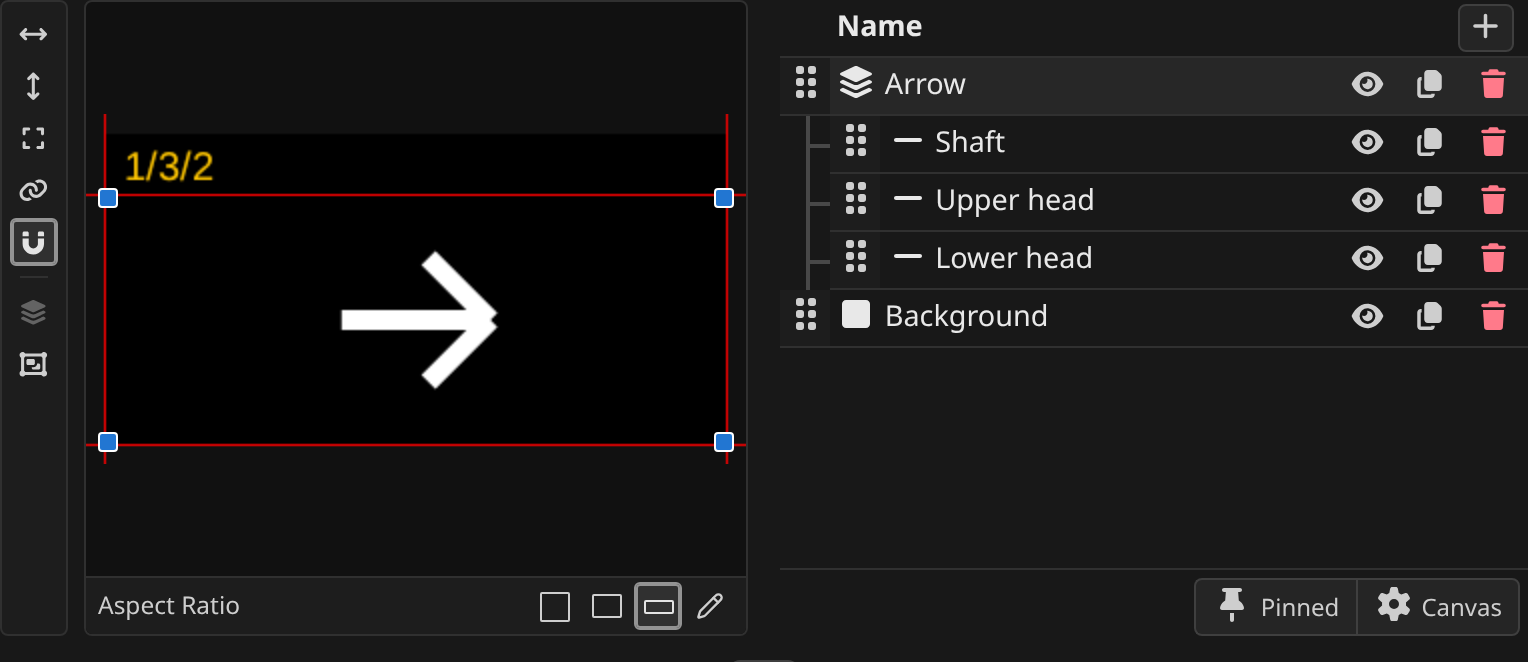 1/3/2
Aspect Ratio
Name
Arrow
Shaft
Upper head
Lower head
Background
Pinned
Canvas